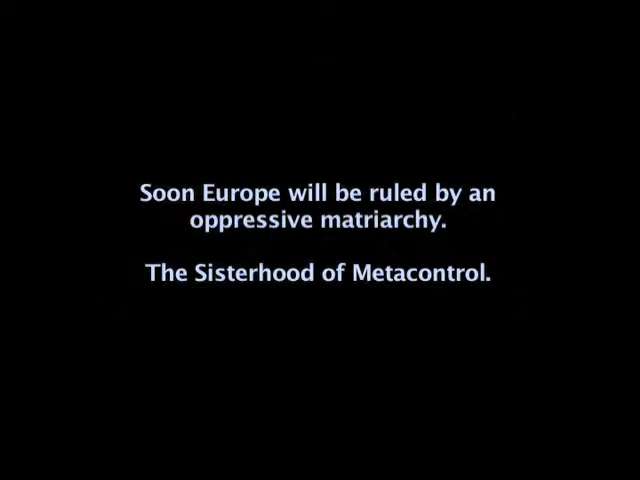 Soon Europe will be ruled by an
oppressive matriarchy.
The Sisterhood of Metacontrol.